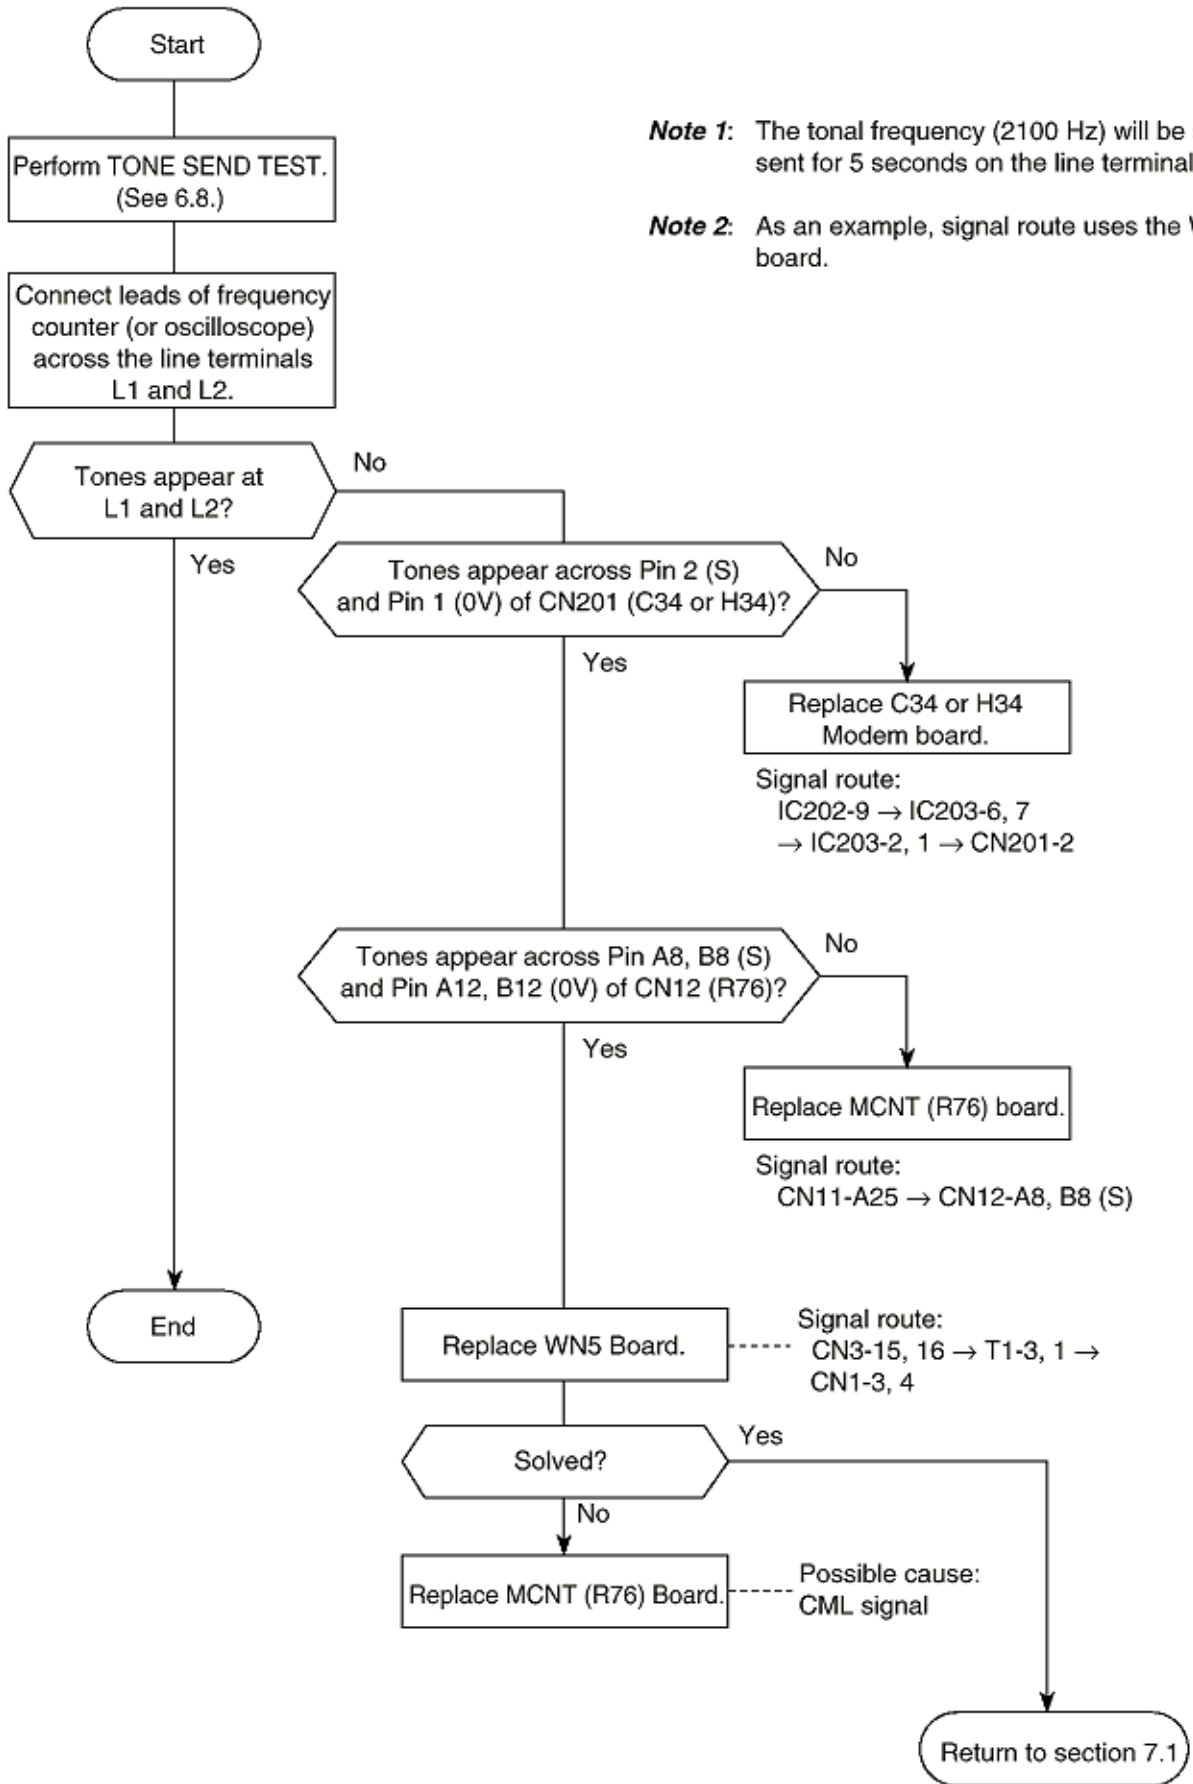 Start
Perform TONE SEND TEST.
(See 6.8.)
Note 1: The tonal frequency (2100 Hz) will be
sent for 5 seconds on the line terminal
Note 2: As an example, signal route uses the
board.
Connect leads of frequency
counter (or oscilloscope)
across the line terminals
L1 and L2.
Tones appear at
L1 and L2?
No
Yes
Tones appear across Pin 2 (S)
and Pin 1 (0V) of CN201 (C34 or H34)?
No
Yes
Replace C34 or H34
Modem board.
Signal route:
IC202-9 → IC203-6, 7
→ IC203-2, 1 → CN201-2
Tones appear across Pin A8, B8 (S)
and Pin A12, B12 (0V) of CN12 (R76)?
No
Yes
Replace MCNT (R76) board.
Signal route:
CN11-A25 → CN12-A8, B8 (S)
End
Replace WN5 Board.
Signal route:
CN3-15, 16 → T1-3, 1 →
CN1-3, 4
Solved?
Yes
No
Replace MCNT (R76) Board.
Possible cause:
CML signal
Return to section 7.1